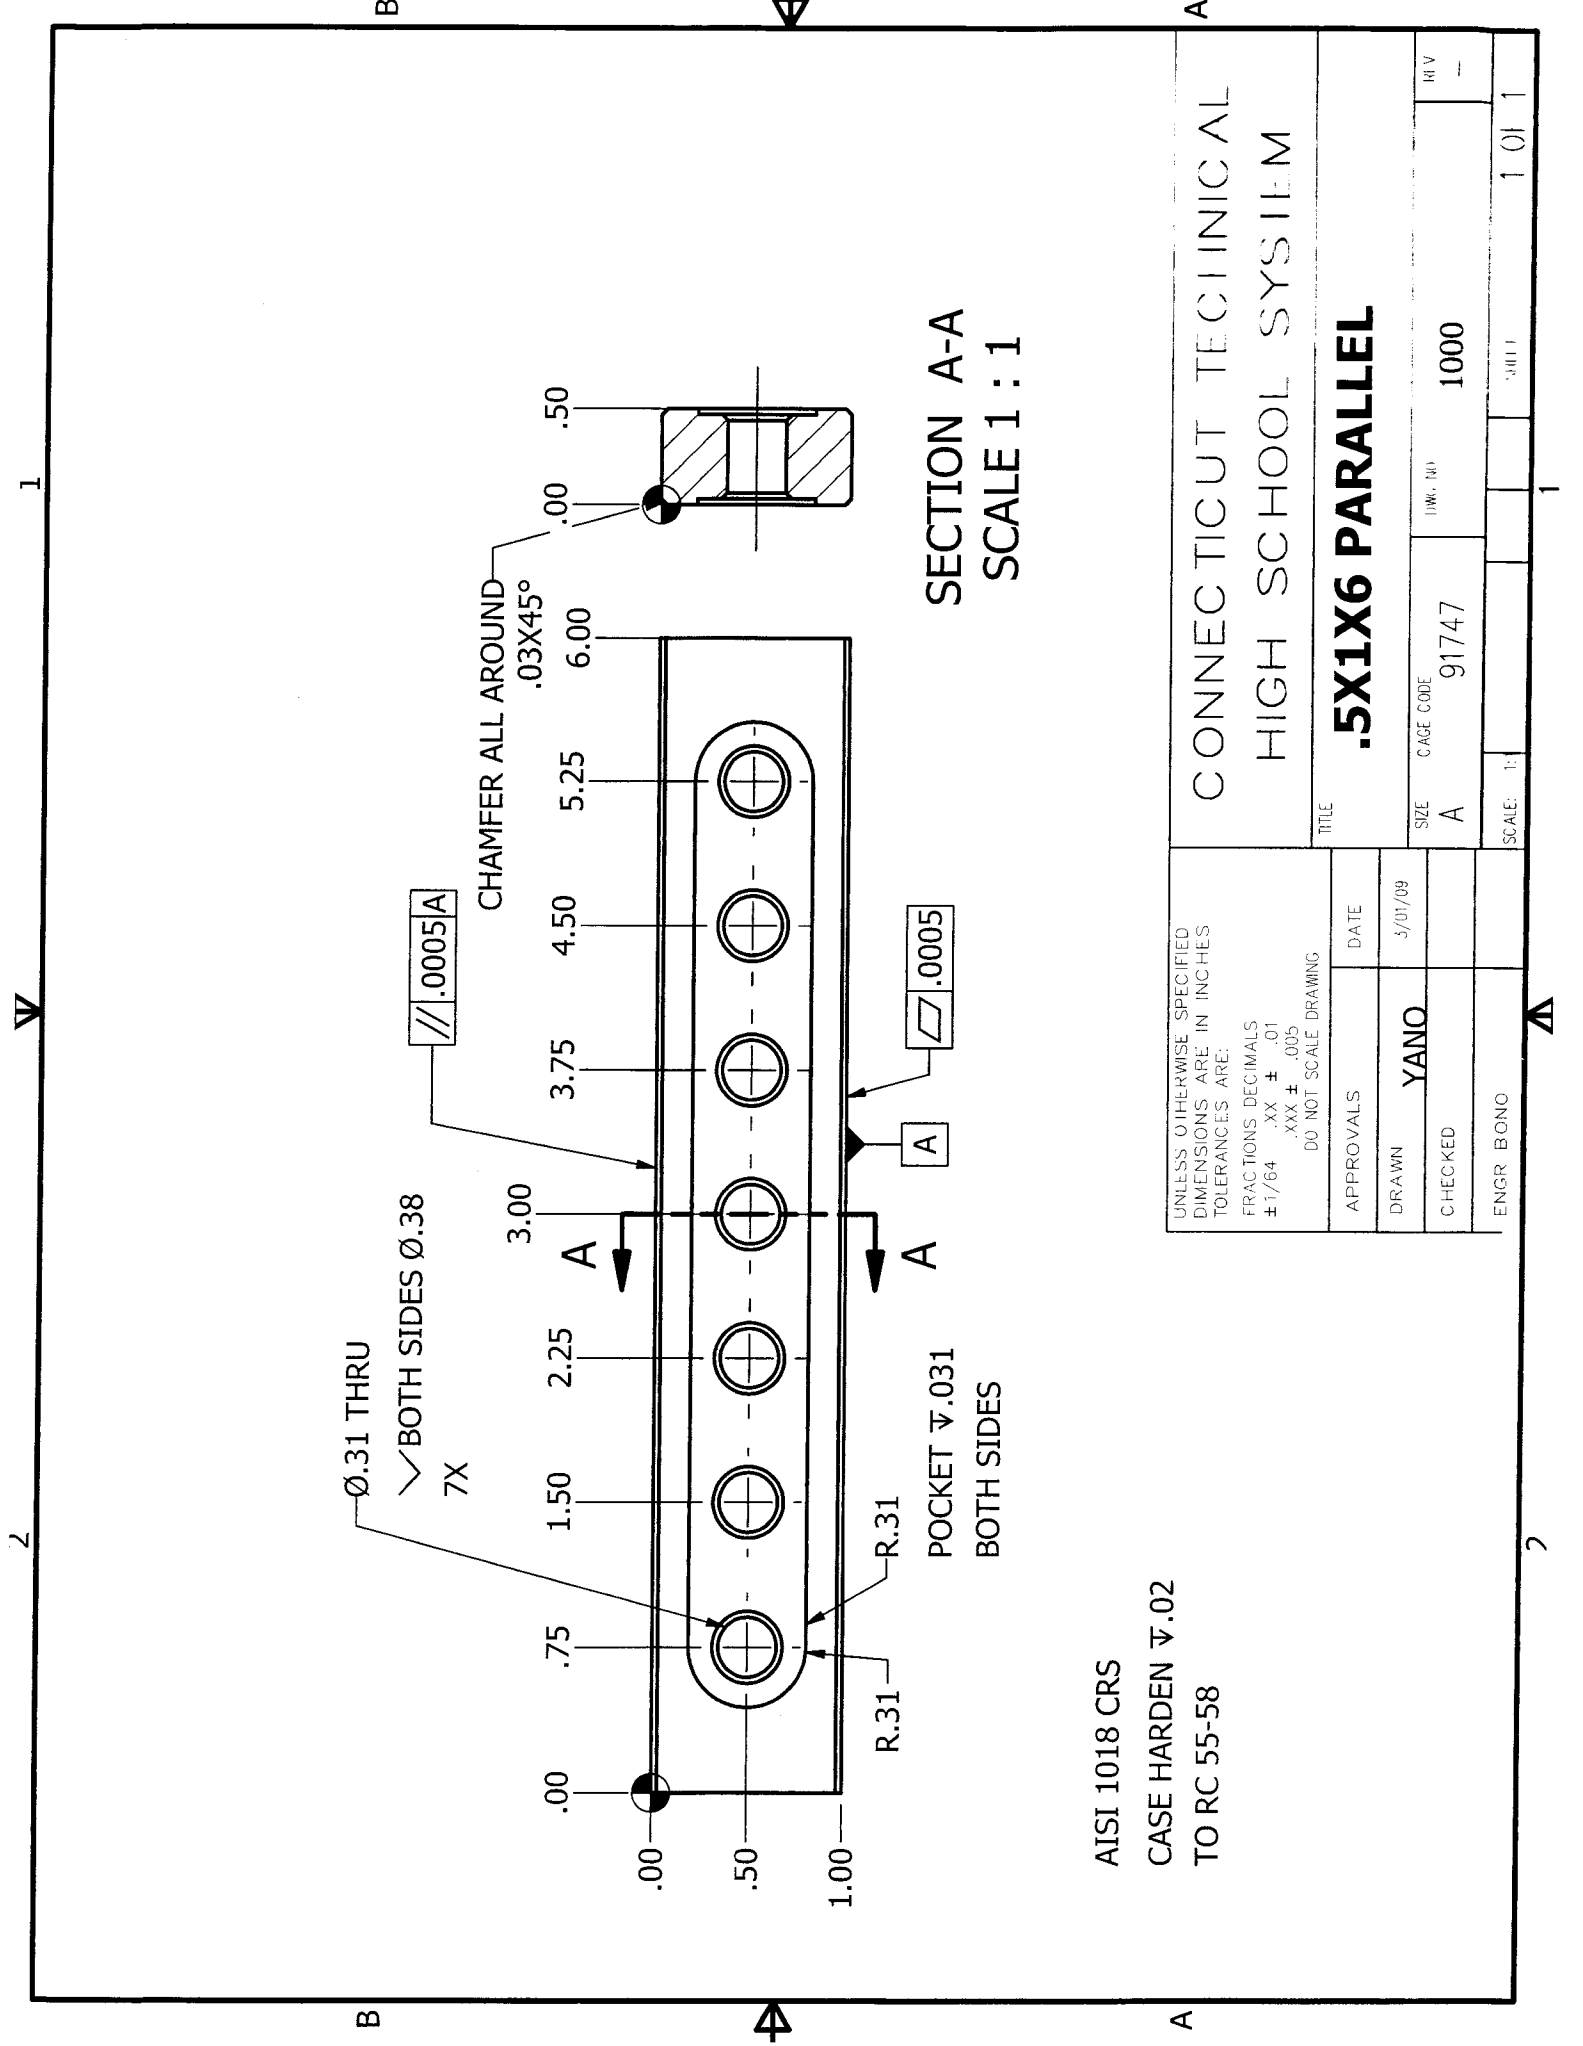 2
1
B
B
Ø.31 THRU
⌵BOTH SIDES Ø.38
7X
//|.0005|A
CHAMFER ALL AROUND
.03X45°
.00
.75
1.50
2.25
3.00
3.75
4.50
5.25
6.00
.00
.50
A
A
.00
.50
1.00
R.31
R.31
POCKET ↧.031
BOTH SIDES
A
⏥ .0005
SECTION A-A
SCALE 1 : 1
AISI 1018 CRS
CASE HARDEN ↧.02
TO RC 55-58
UNLESS OTHERWISE SPECIFIED
DIMENSIONS ARE IN INCHES
TOLERANCES ARE:
FRACTIONS DECIMALS
±1/64 .XX ± .01
.XXX ± .005
DO NOT SCALE DRAWING
APPROVALS
DATE
DRAWN
YANO
3/01/09
CHECKED
ENGR BONO
CONNECTICUT TECHNICAL
HIGH SCHOOL SYSTEM
TITLE
.5X1X6 PARALLEL
SIZE
A
CAGE CODE
91747
DWG. NO
1000
REV
—
SCALE: 1:1
SHEET
1 OF 1
A
A
2
1